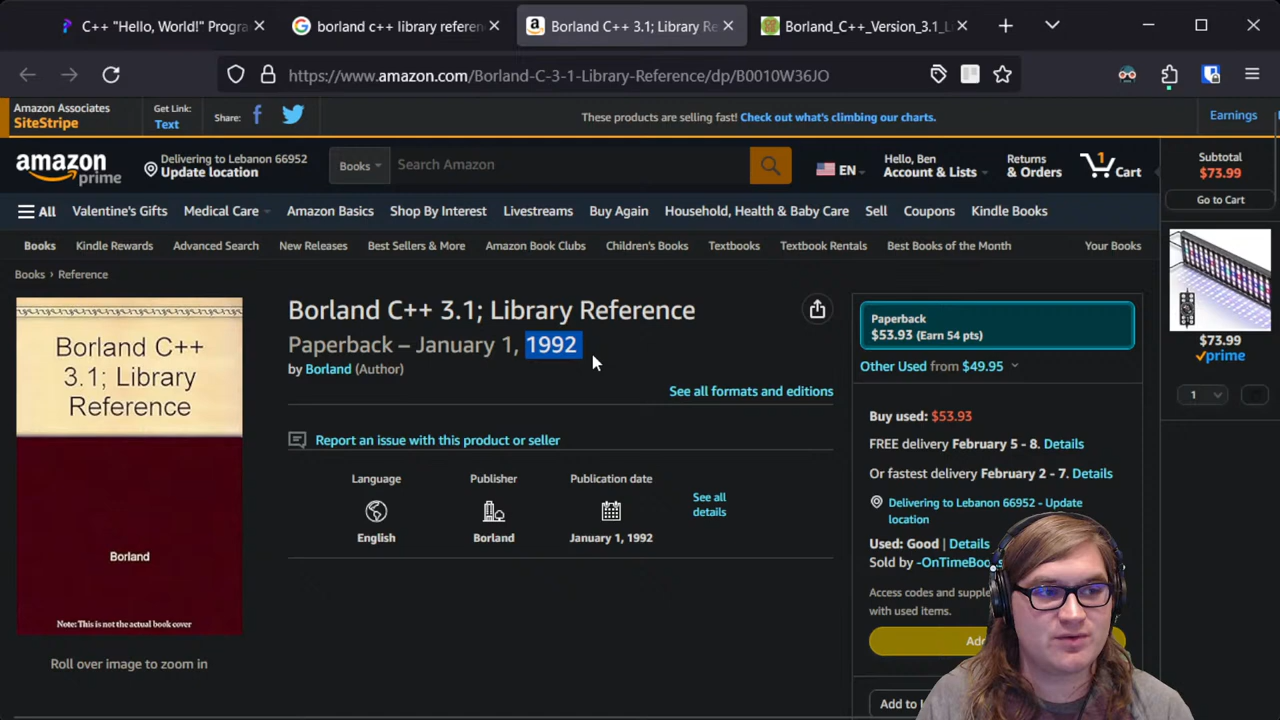 C++ "Hello, World!" Progra
borland c++ library referen
Borland C++ 3.1; Library Re
Borland_C++_Version_3.1_Li
https://www.amazon.com/Borland-C-3-1-Library-Reference/dp/B0010W36JO
Amazon Associates
SiteStripe
Get Link:
Text
Share:
These products are selling fast! Check out what's climbing our charts.
Earnings
amazon
prime
Delivering to Lebanon 66952
Update location
Books
Search Amazon
EN
Hello, Ben
Account & Lists
Returns
& Orders
1
Cart
Subtotal
$73.99
Go to Cart
All
Valentine's Gifts
Medical Care
Amazon Basics
Shop By Interest
Livestreams
Buy Again
Household, Health & Baby Care
Sell
Coupons
Kindle Books
Books
Kindle Rewards
Advanced Search
New Releases
Best Sellers & More
Amazon Book Clubs
Children's Books
Textbooks
Textbook Rentals
Best Books of the Month
Your Books
Books › Reference
Borland C++
3.1; Library
Reference
Borland
Note: This is not the actual book cover
Roll over image to zoom in
Borland C++ 3.1; Library Reference
Paperback – January 1, 1992
by Borland (Author)
See all formats and editions
Report an issue with this product or seller
Language
English
Publisher
Borland
Publication date
January 1, 1992
See all
details
Paperback
$53.93 (Earn 54 pts)
Other Used from $49.95
Buy used: $53.93
FREE delivery February 5 - 8. Details
Or fastest delivery February 2 - 7. Details
Delivering to Lebanon 66952 - Update
location
Used: Good | Details
Sold by -OnTimeBoo
Access codes and supple
with used items.
Add to
$73.99
prime
1